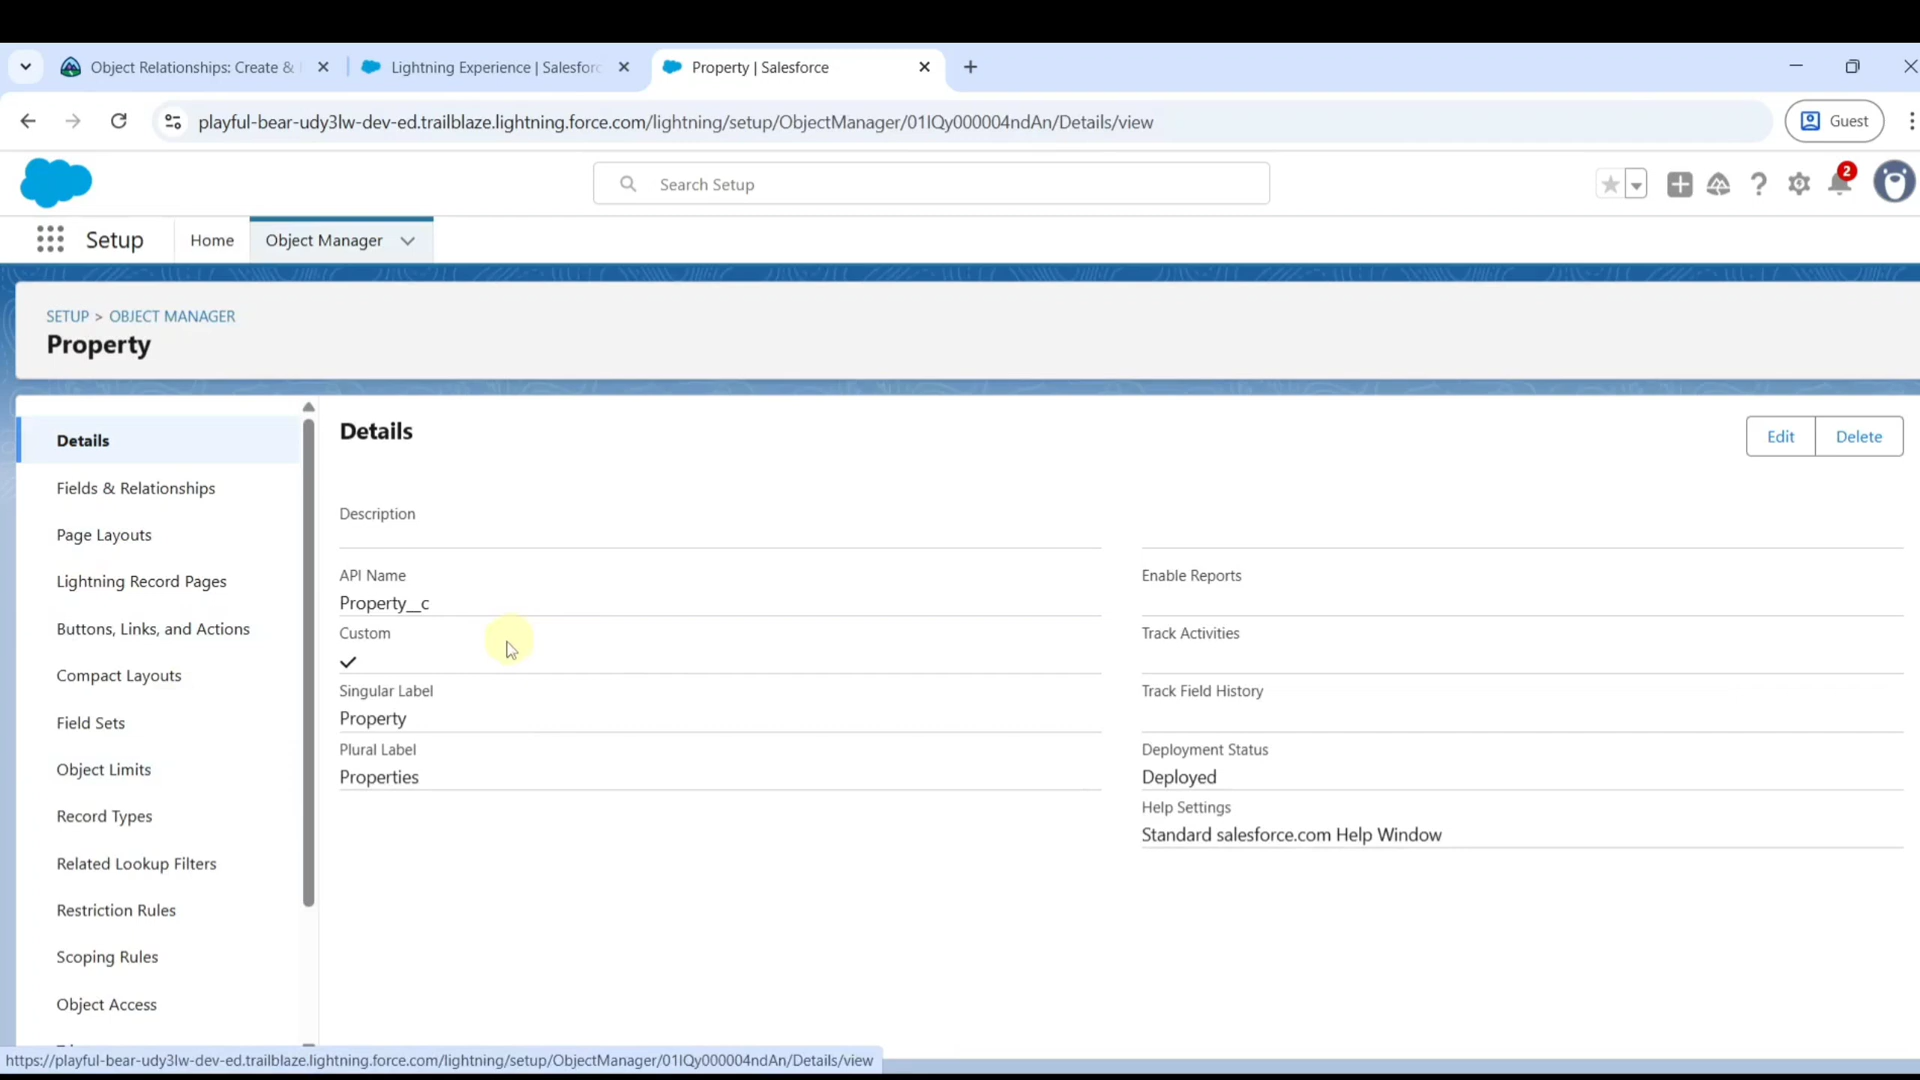 Object Relationships: Create &
Lightning Experience | Salesforc
Property | Salesforce
playful-bear-udy3lw-dev-ed.trailblaze.lightning.force.com/lightning/setup/ObjectManager/01IQy000004ndAn/Details/view
Guest
Search Setup
2
Setup
Home
Object Manager
SETUP > OBJECT MANAGER
Property
Details
Fields & Relationships
Page Layouts
Lightning Record Pages
Buttons, Links, and Actions
Compact Layouts
Field Sets
Object Limits
Record Types
Related Lookup Filters
Restriction Rules
Scoping Rules
Object Access
Details
Edit
Delete
Description
API Name
Property__c
Custom
Singular Label
Property
Plural Label
Properties
Enable Reports
Track Activities
Track Field History
Deployment Status
Deployed
Help Settings
Standard salesforce.com Help Window
https://playful-bear-udy3lw-dev-ed.trailblaze.lightning.force.com/lightning/setup/ObjectManager/01IQy000004ndAn/Details/view